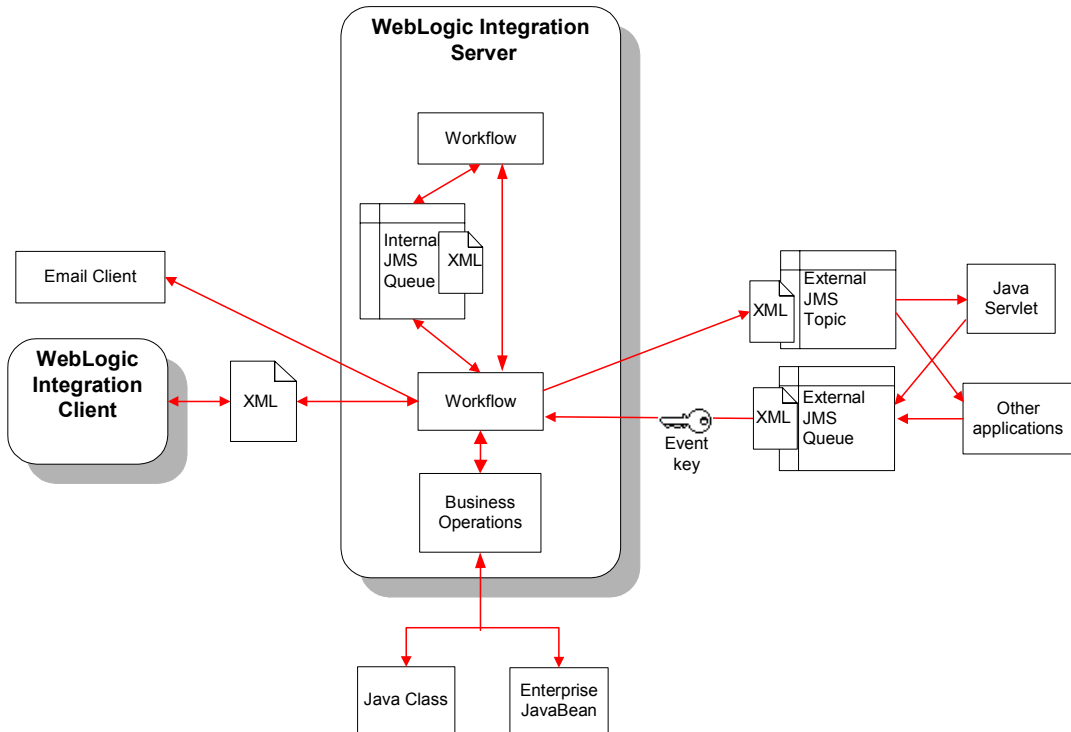 WebLogic Integration
Server
Workflow
Internal
JMS
Queue
XML
Email Client
WebLogic
Integration
Client
XML
Workflow
XML
External
JMS
Topic
Java
Servlet
XML
External
JMS
Queue
Other
applications
Event
key
Business
Operations
Java Class
Enterprise
JavaBean